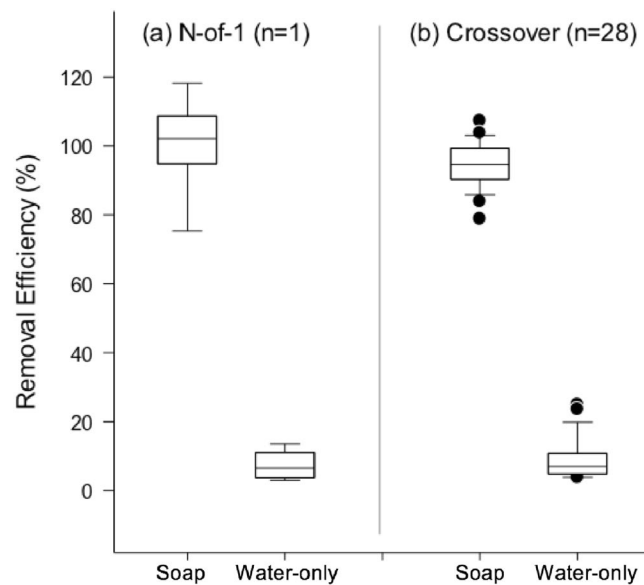 (a) N-of-1 (n=1)
(b) Crossover (n=28)
Removal Efficiency (%)
120
100
80
60
40
20
0
Soap
Water-only
Soap
Water-only